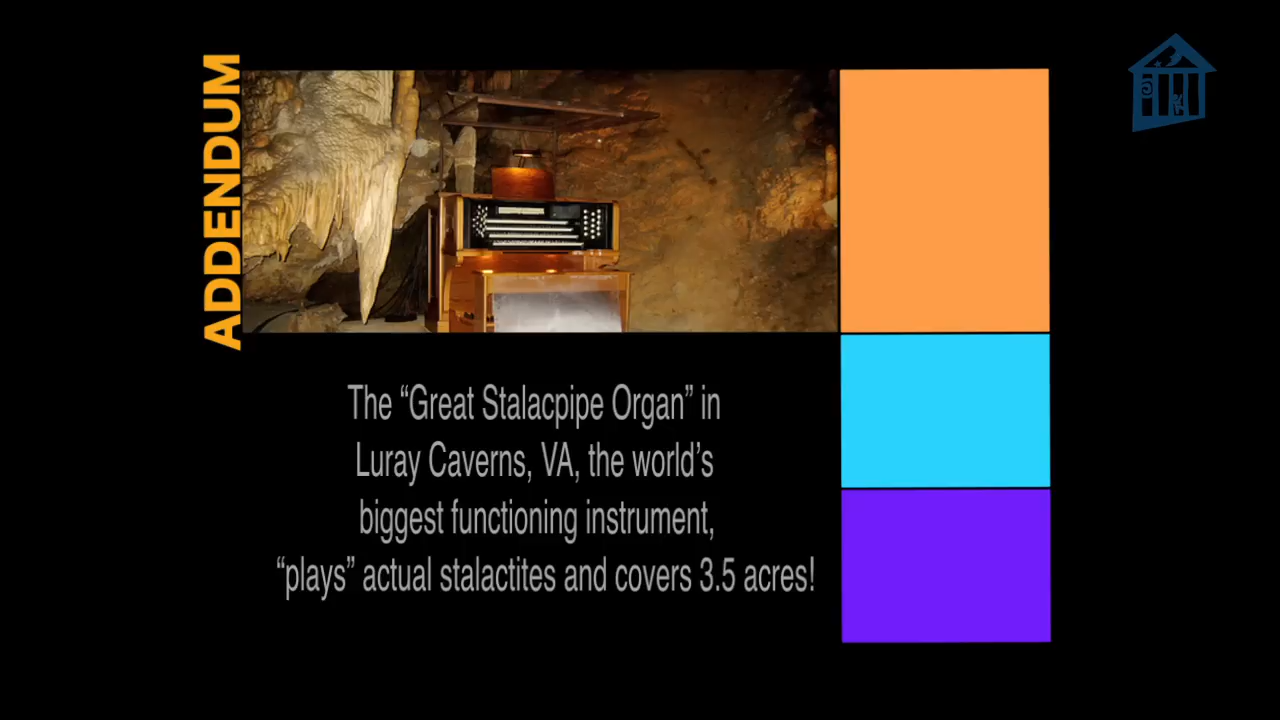 ADDENDUM
The “Great Stalacpipe Organ” in
Luray Caverns, VA, the world’s
biggest functioning instrument,
“plays” actual stalactites and covers 3.5 acres!